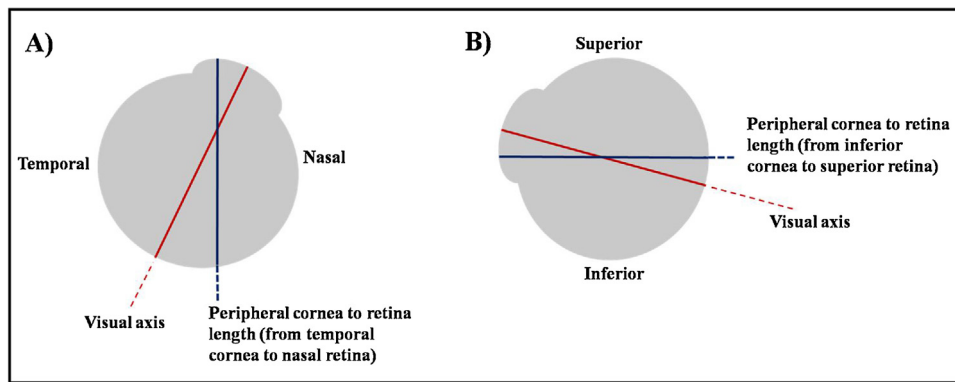 A)
Temporal
Nasal
Visual axis
Peripheral cornea to retina
length (from temporal
cornea to nasal retina)
B)
Superior
Peripheral cornea to retina
length (from inferior
cornea to superior retina)
Visual axis
Inferior